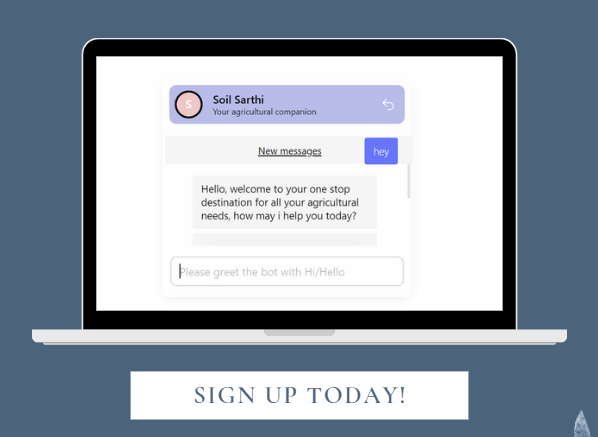 S
Soil Sarthi
Your agricultural companion
New messages
hey
Hello, welcome to your one stop
destination for all your agricultural
needs, how may i help you today?
Please greet the bot with Hi/Hello
SIGN UP TODAY!